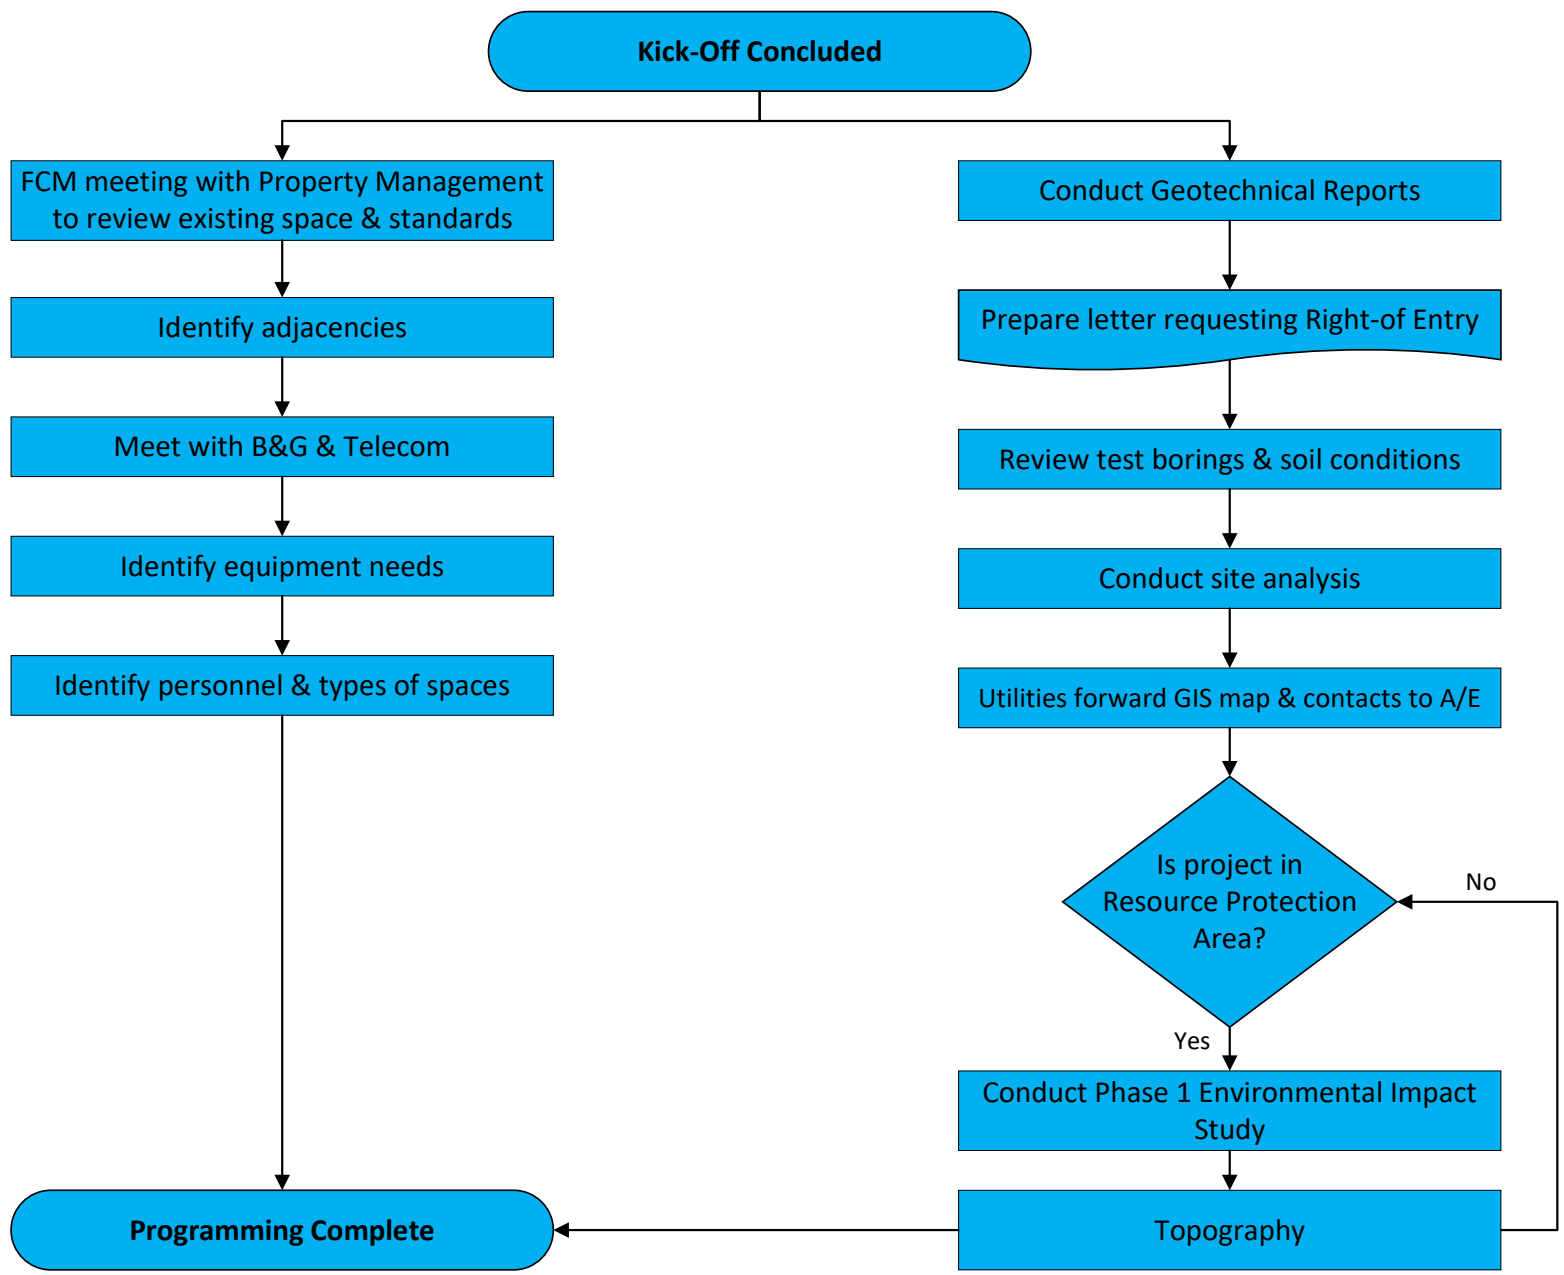 Kick-Off Concluded
FCM meeting with Property Management
to review existing space & standards
Identify adjacencies
Meet with B&G & Telecom
Identify equipment needs
Identify personnel & types of spaces
Conduct Geotechnical Reports
Prepare letter requesting Right-of Entry
Review test borings & soil conditions
Conduct site analysis
Utilities forward GIS map & contacts to A/E
Is project in
Resource Protection
Area?
No
Yes
Conduct Phase 1 Environmental Impact
Study
Topography
Programming Complete